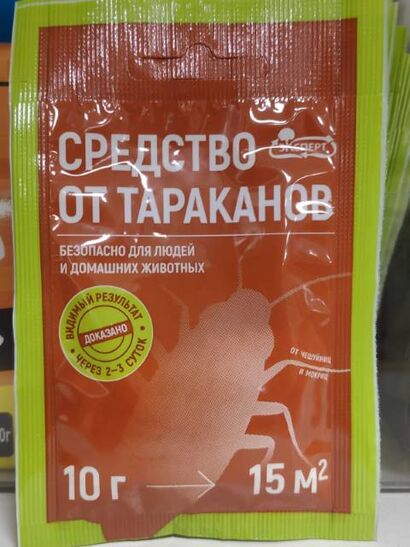 ЭКСПЕРТ
СРЕДСТВО
ОТ ТАРАКАНОВ
БЕЗОПАСНО ДЛЯ ЛЮДЕЙ
И ДОМАШНИХ ЖИВОТНЫХ
ВИДИМЫЙ РЕЗУЛЬТАТ
ДОКАЗАНО
ЧЕРЕЗ 2–3 СУТОК
ОТ ЧЕШУЙНИЦ
И МОКРИЦ
10 г → 15 м²